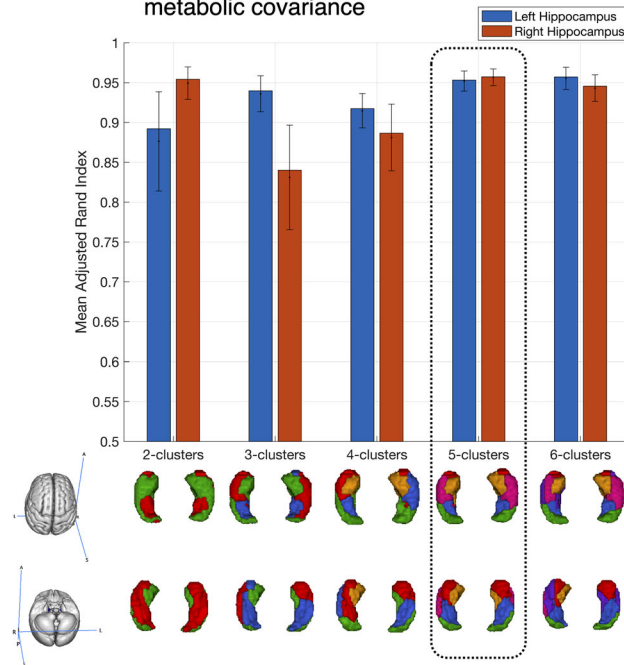 metabolic covariance
Left Hippocampus
Right Hippocampus
Mean Adjusted Rand Index
1
0.95
0.9
0.85
0.8
0.75
0.7
0.65
0.6
0.55
0.5
2-clusters 3-clusters 4-clusters 5-clusters 6-clusters
A
L
S
A
R
L
P